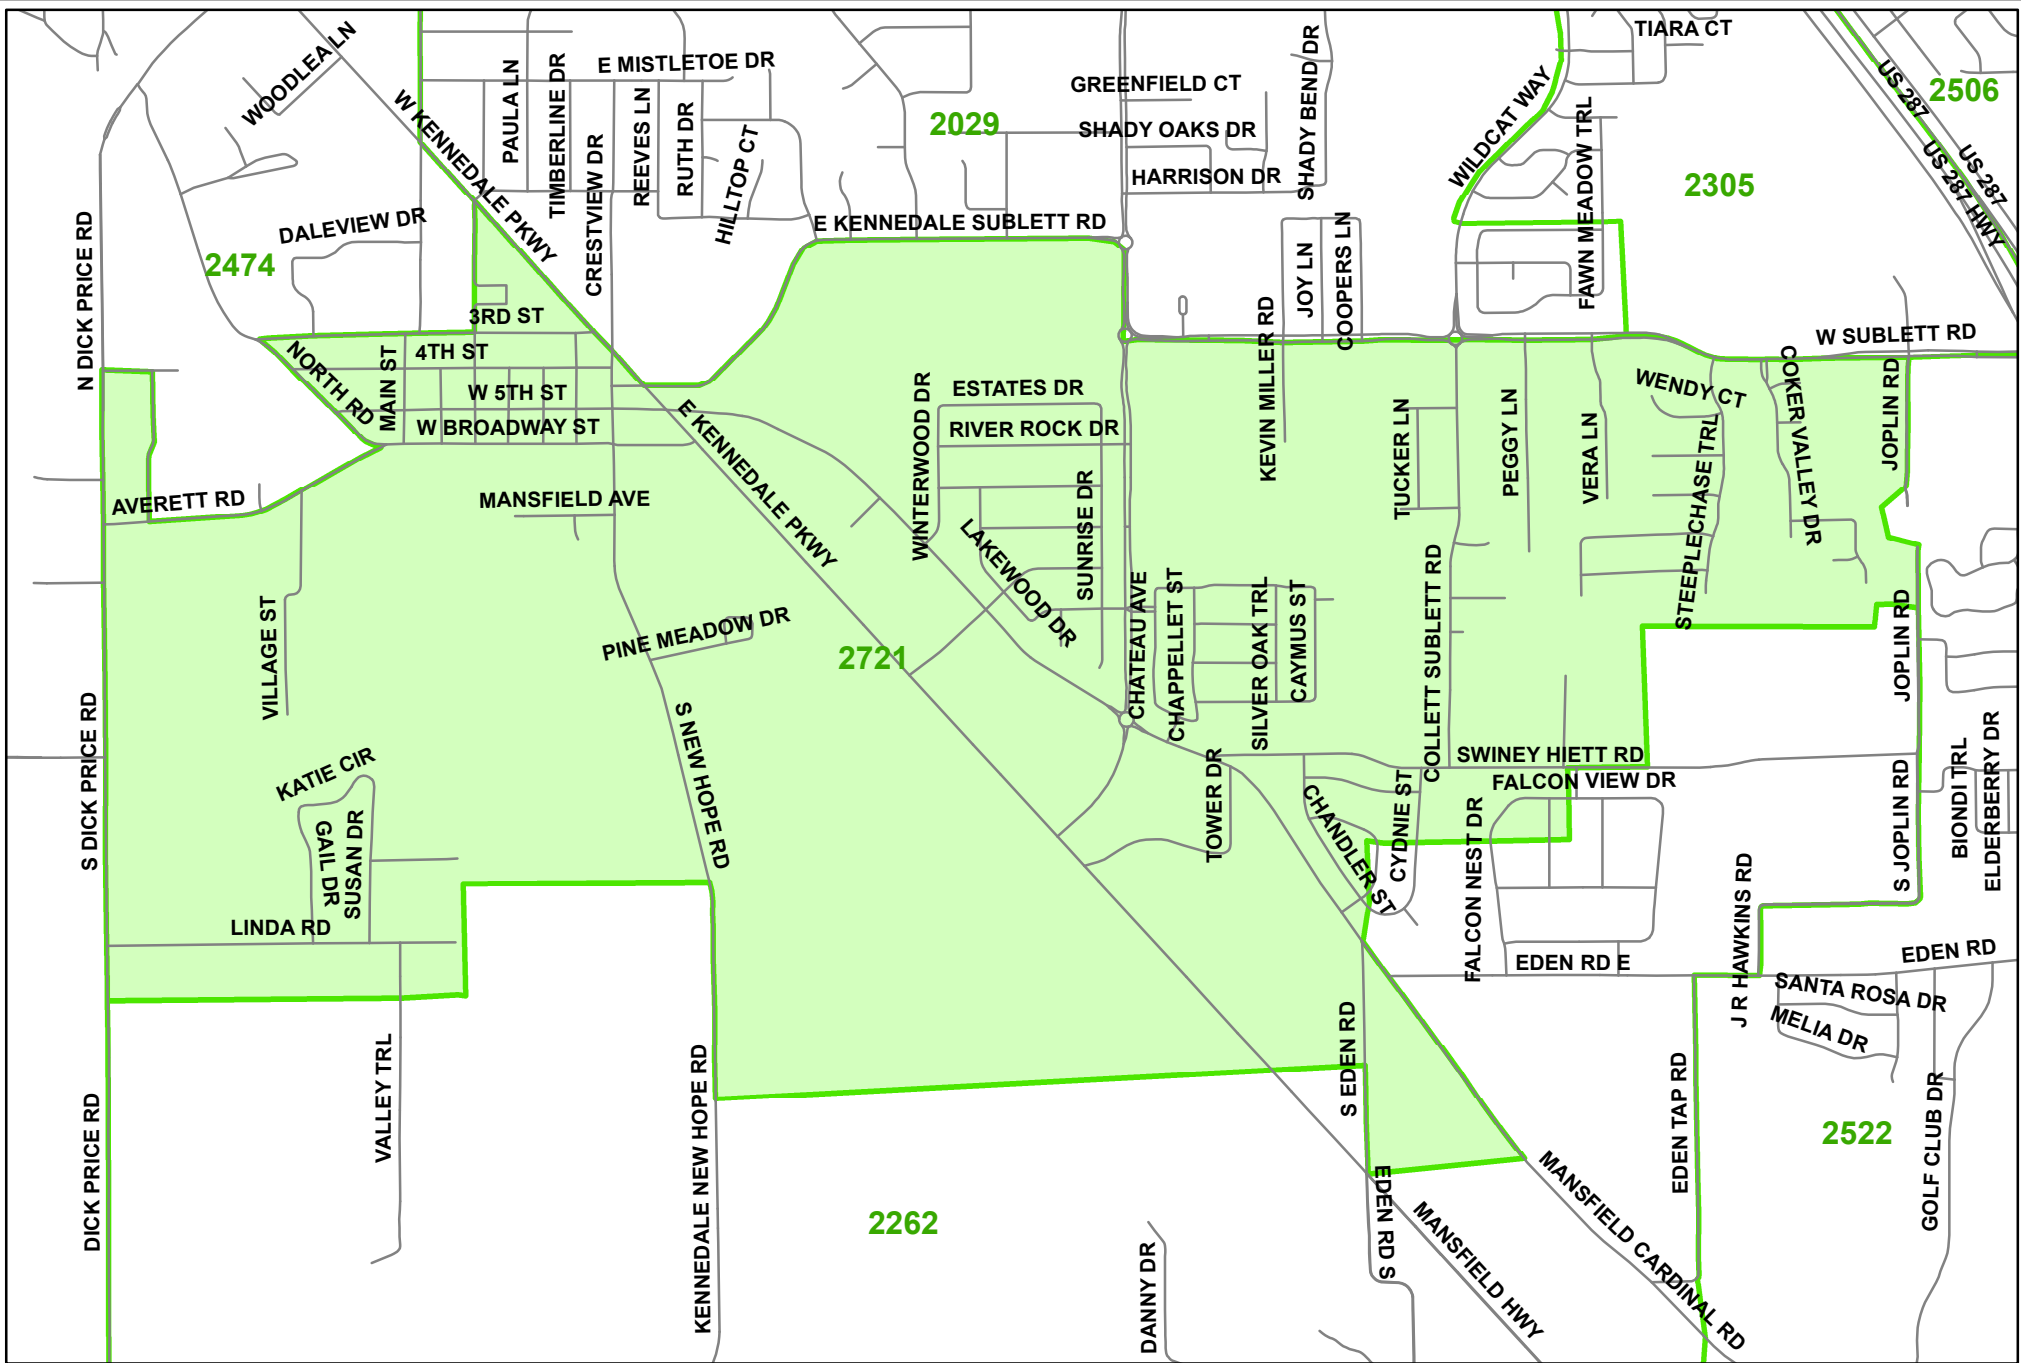 WOODLEA LN
W KENNEDALE PKWY
PAULA LN
TIMBERLINE DR
E MISTLETOE DR
CRESTVIEW DR
REEVES LN
RUTH DR
HILLTOP CT
2029
GREENFIELD CT
SHADY OAKS DR
HARRISON DR
SHADY BEND DR
WILDCAT WAY
TIARA CT
FAWN MEADOW TRL
2305
US 287
US 287
US 287 HWY
2506
N DICK PRICE RD
DALEVIEW DR
2474
E KENNEDALE SUBLETT RD
JOY LN
COOPERS LN
KEVIN MILLER RD
W SUBLETT RD
3RD ST
4TH ST
NORTH RD
MAIN ST
W 5TH ST
W BROADWAY ST
E KENNEDALE PKWY
WINTERWOOD DR
ESTATES DR
RIVER ROCK DR
SUNRISE DR
LAKEWOOD DR
TUCKER LN
PEGGY LN
VERA LN
WENDY CT
STEEPLECHASE TRL
COKER VALLEY DR
JOPLIN RD
AVERETT RD
MANSFIELD AVE
VILLAGE ST
PINE MEADOW DR
2721
CHATEAU AVE
CHAPPELLET ST
SILVER OAK TRL
CAYMUS ST
COLLETT SUBLETT RD
JOPLIN RD
S DICK PRICE RD
S NEW HOPE RD
KATIE CIR
GAIL DR
SUSAN DR
LINDA RD
TOWER DR
SWINEY HIETT RD
FALCON VIEW DR
CHANDLER ST
CYDNIE ST
FALCON NEST DR
S JOPLIN RD
BIONDI TRL
ELDERBERRY DR
J R HAWKINS RD
EDEN RD E
EDEN RD
SANTA ROSA DR
MELIA DR
DICK PRICE RD
VALLEY TRL
KENNEDALE NEW HOPE RD
S EDEN RD
EDEN TAP RD
2522
GOLF CLUB DR
2262
DANNY DR
EDEN RD S
MANSFIELD HWY
MANSFIELD CARDINAL RD